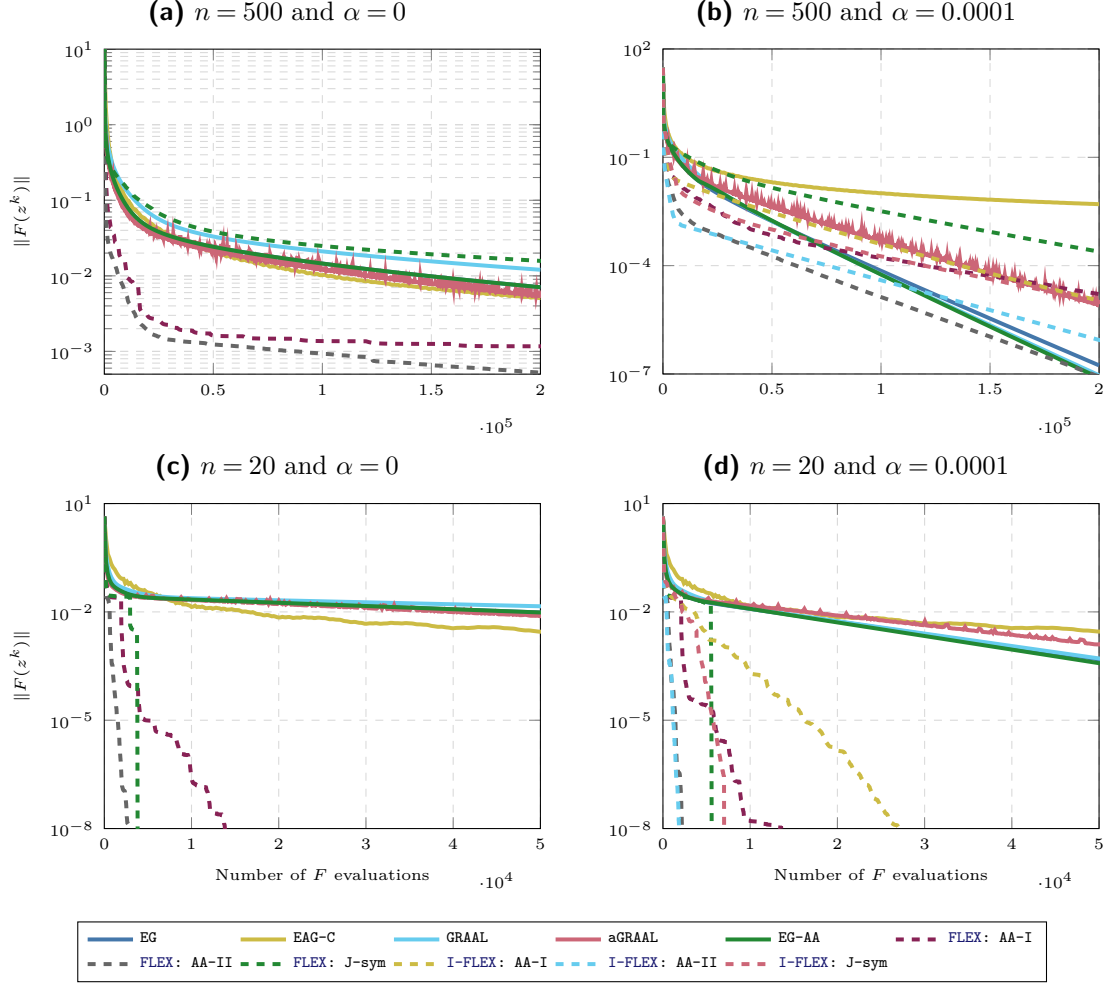 (a) n = 500 and α = 0
(b) n = 500 and α = 0.0001
10^1
10^0
10^−1
10^−2
10^−3
‖F(z^k)‖
0 0.5 1 1.5 2
·10^5
10^2
10^−1
10^−4
10^−7
0 0.5 1 1.5 2
·10^5
(c) n = 20 and α = 0
(d) n = 20 and α = 0.0001
10^1
10^−2
10^−5
10^−8
‖F(z^k)‖
0 1 2 3 4 5
Number of F evaluations
·10^4
10^1
10^−2
10^−5
10^−8
0 1 2 3 4 5
Number of F evaluations
·10^4
EG EAG-C GRAAL aGRAAL EG-AA FLEX: AA-I
FLEX: AA-II FLEX: J-sym I-FLEX: AA-I I-FLEX: AA-II I-FLEX: J-sym